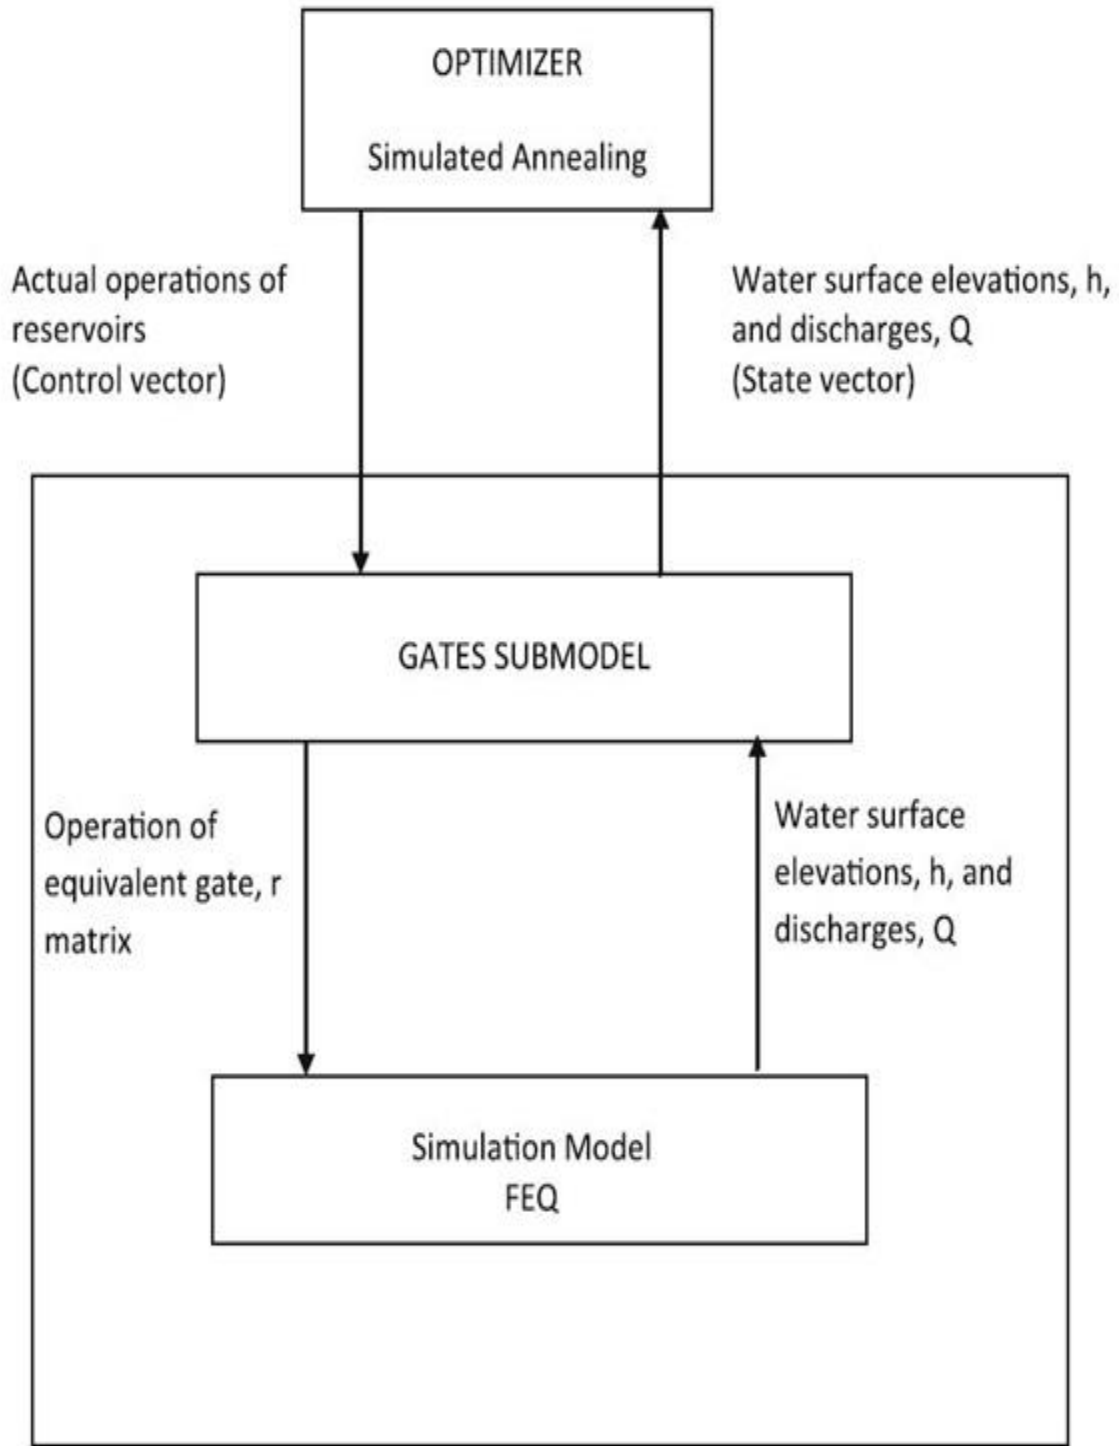 OPTIMIZER
Simulated Annealing
Actual operations of
reservoirs
(Control vector)
Water surface elevations, h,
and discharges, Q
(State vector)
GATES SUBMODEL
Operation of
equivalent gate, r
matrix
Water surface
elevations, h, and
discharges, Q
Simulation Model
FEQ